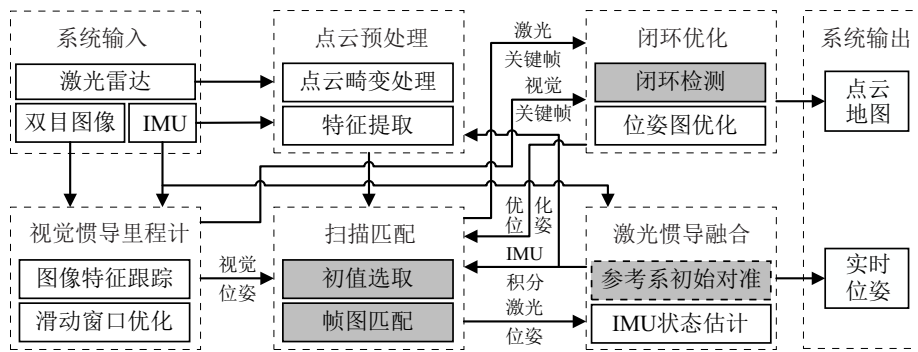 系统输入
激光雷达
双目图像
IMU
点云预处理
点云畸变处理
特征提取
激光
关键帧
视觉
关键帧
闭环优化
闭环检测
位姿图优化
系统输出
点云
地图
视觉惯导里程计
图像特征跟踪
滑动窗口优化
视觉
位姿
扫描匹配
初值选取
帧图匹配
优化
位姿
IMU
积分
激光
位姿
激光惯导融合
参考系初始对准
IMU状态估计
实时
位姿